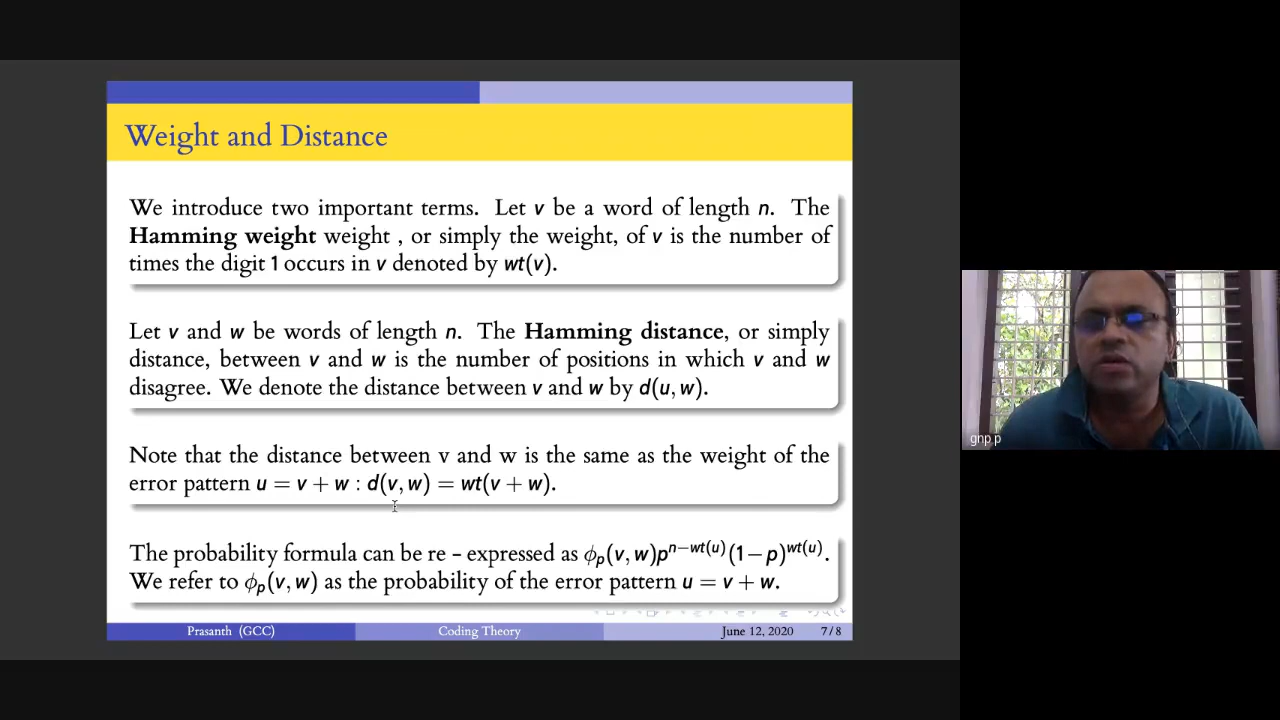 Weight and Distance
We introduce two important terms. Let v be a word of length n. The
Hamming weight weight , or simply the weight, of v is the number of
times the digit 1 occurs in v denoted by wt(v).
Let v and w be words of length n. The Hamming distance, or simply
distance, between v and w is the number of positions in which v and w
disagree. We denote the distance between v and w by d(u, w).
Note that the distance between v and w is the same as the weight of the
error pattern u = v + w : d(v, w) = wt(v + w).
The probability formula can be re – expressed as ϕₚ(v, w)pⁿ⁻ʷᵗ⁽ᵘ⁾(1−p)ʷᵗ⁽ᵘ⁾.
We refer to ϕₚ(v, w) as the probability of the error pattern u = v + w.
Prasanth (GCC) Coding Theory June 12, 2020 7/8
gnp p